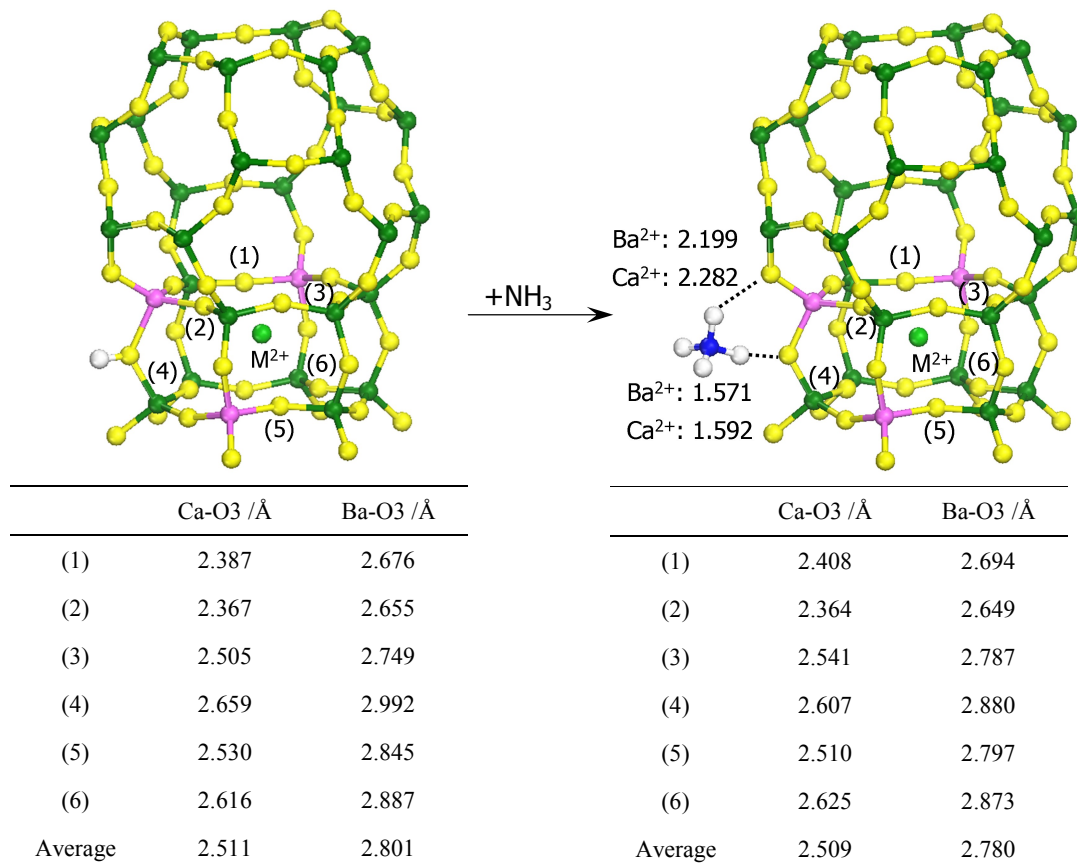 (1)
(3)
(2)
M²⁺
(4)
(6)
(5)
+NH₃
Ba²⁺: 2.199
Ca²⁺: 2.282
Ba²⁺: 1.571
Ca²⁺: 1.592
(1)
(3)
(2)
M²⁺
(4)
(6)
(5)
Ca-O3 /Å Ba-O3 /Å
(1) 2.387 2.676
(2) 2.367 2.655
(3) 2.505 2.749
(4) 2.659 2.992
(5) 2.530 2.845
(6) 2.616 2.887
Average 2.511 2.801
Ca-O3 /Å Ba-O3 /Å
(1) 2.408 2.694
(2) 2.364 2.649
(3) 2.541 2.787
(4) 2.607 2.880
(5) 2.510 2.797
(6) 2.625 2.873
Average 2.509 2.780